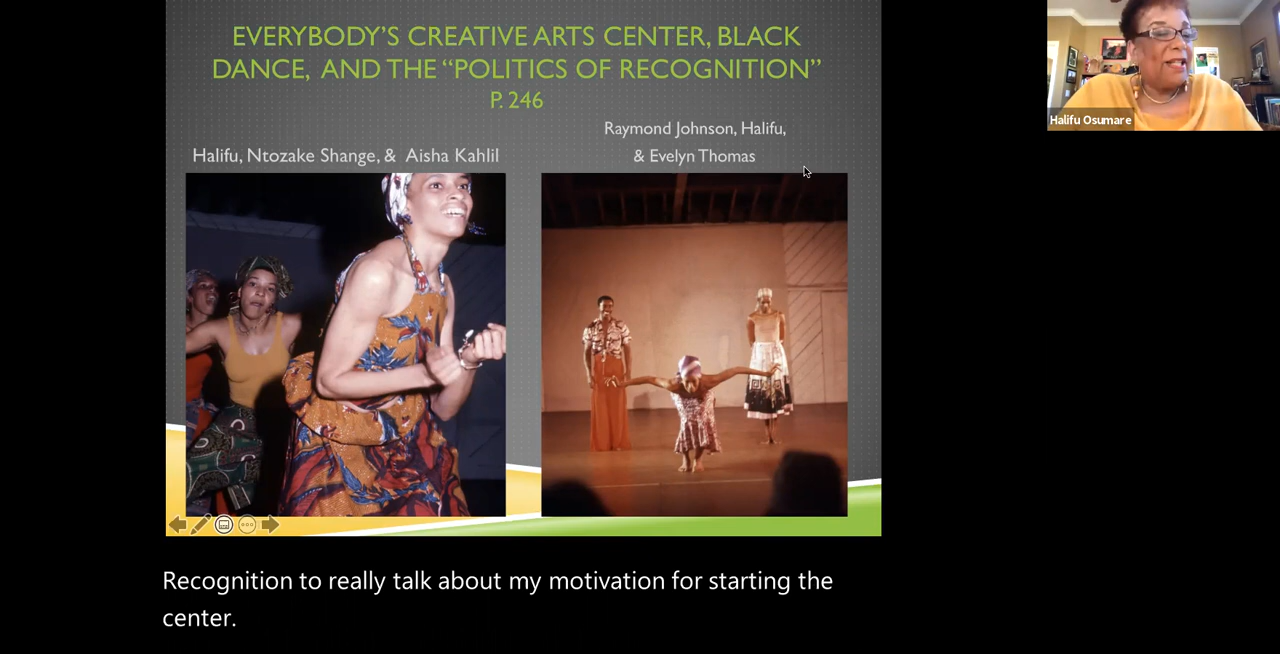 EVERYBODY'S CREATIVE ARTS CENTER, BLACK
DANCE, AND THE "POLITICS OF RECOGNITION"
P. 246
Halifu, Ntozake Shange, & Aisha Kahlil
Raymond Johnson, Halifu,
& Evelyn Thomas
Halifu Osumare
Recognition to really talk about my motivation for starting the
center.